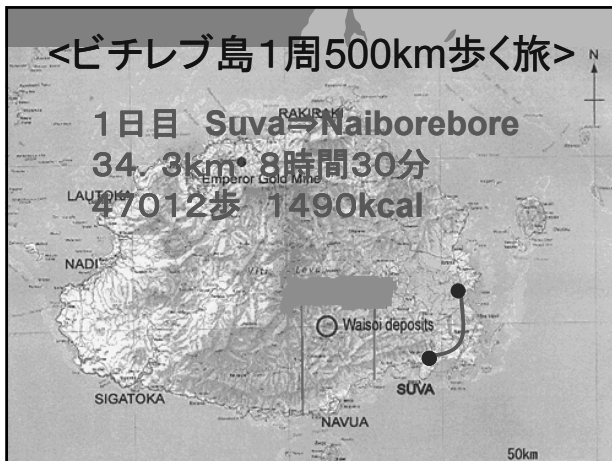 <ビチレブ島１周500km歩く旅>
N
１日目　Suva⇒Naiborebore
RAKIRAKI
３４．３km　８時間３０分
Emperor Gold Mine
LAUTOKA
４７０１２歩　１４９０kcal
NADI
Viti Levu
Waisoi deposits
SUVA
SIGATOKA
NAVUA
50km